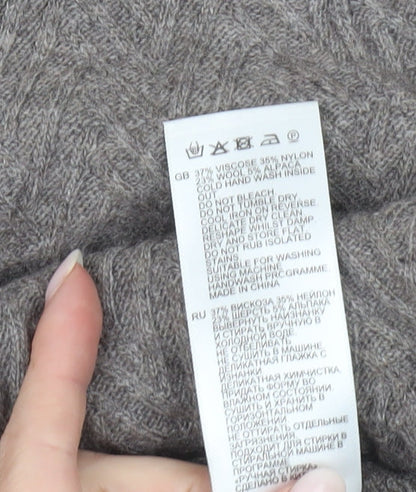 GB 37% VISCOSE 35% NYLON
23% WOOL 5% ALPACA
COLD HAND WASH INSIDE
OUT
DO NOT BLEACH
DO NOT TUMBLE DRY
COOL IRON ON REVERSE
DELICATE DRY CLEAN
RESHAPE WHILST DAMP
DRY AND STORE FLAT
DO NOT RUB ISOLATED
STAINS
SUITABLE FOR WASHING
USING MACHINE
HANDWASH PROGRAMME
MADE IN CHINA
RU 37% ВИСКОЗА 35% НЕЙЛОН
23% ШЕРСТЬ 5% АЛЬПАКА
ВЫВЕРНУТЬ НАИЗНАНКУ
И СТИРАТЬ ВРУЧНУЮ В
ХОЛОДНОЙ ВОДЕ
НЕ ОТБЕЛИВАТЬ
НЕ СУШИТЬ В МАШИНЕ
ДЕЛИКАТНАЯ ГЛАЖКА С
ИЗНАНКИ
ДЕЛИКАТНАЯ ХИМЧИСТКА
ПРИДАТЬ ФОРМУ ВО
ВЛАЖНОМ СОСТОЯНИИ.
СУШИТЬ И ХРАНИТЬ В
ГОРИЗОНТАЛЬНОМ
ПОЛОЖЕНИИ
НЕ ОТТИРАТЬ ОТДЕЛЬНЫЕ
ЗАГРЯЗНЕНИЯ
ПОДХОДИТ ДЛЯ СТИРКИ В
СТИРАЛЬНОЙ МАШИНЕ В
ПРОГРАММЕ
«РУЧНАЯ СТИРКА»
СДЕЛАНО В КИТ